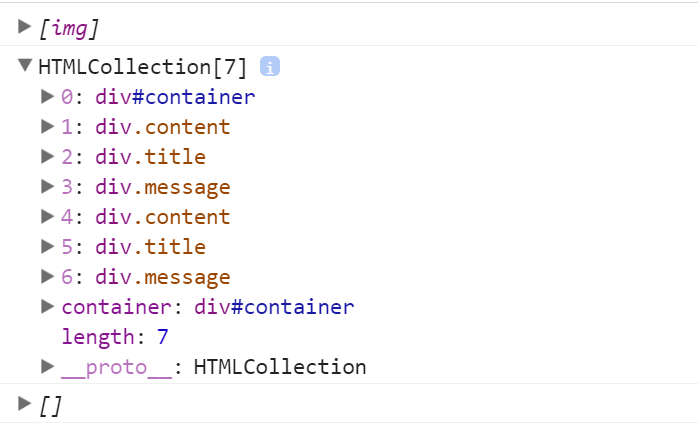 [img]
HTMLCollection[7] i
0: div#container
1: div.content
2: div.title
3: div.message
4: div.content
5: div.title
6: div.message
container: div#container
length: 7
__proto__: HTMLCollection
[]